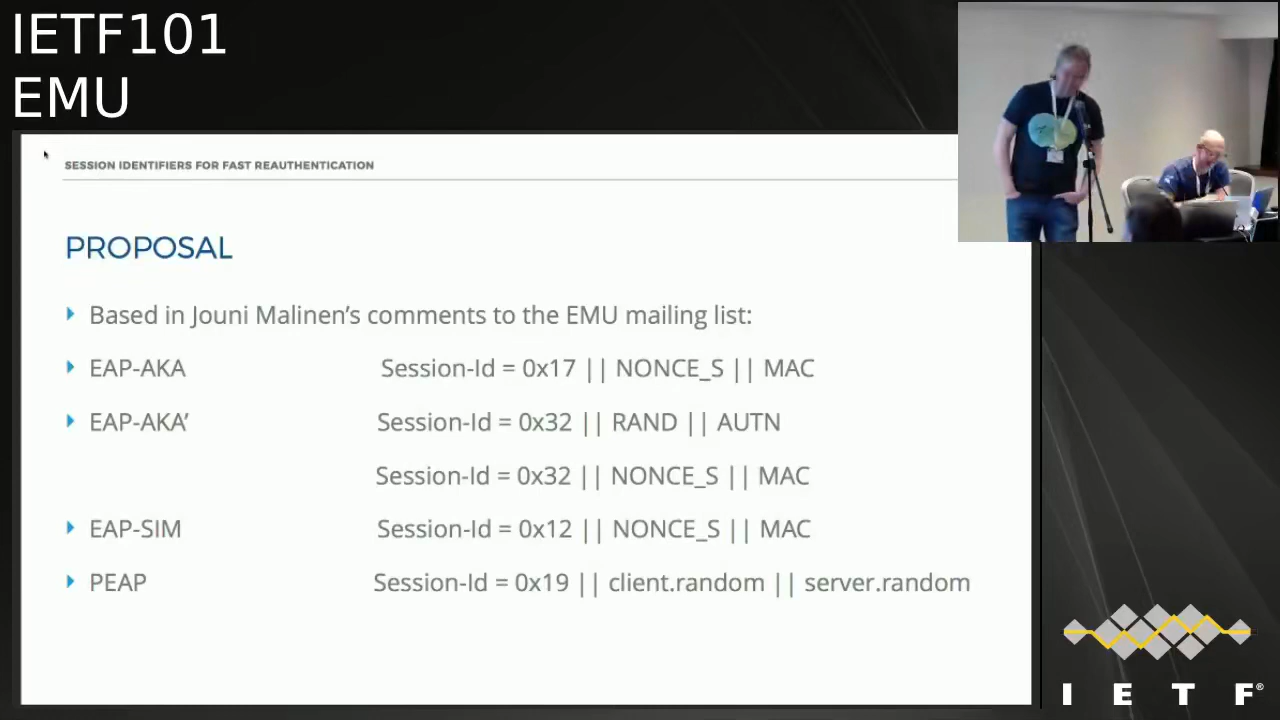 IETF101
EMU
SESSION IDENTIFIERS FOR FAST REAUTHENTICATION
PROPOSAL
Based in Jouni Malinen’s comments to the EMU mailing list:
EAP-AKA Session-Id = 0x17 || NONCE_S || MAC
EAP-AKA’ Session-Id = 0x32 || RAND || AUTN
Session-Id = 0x32 || NONCE_S || MAC
EAP-SIM Session-Id = 0x12 || NONCE_S || MAC
PEAP Session-Id = 0x19 || client.random || server.random
I E T F®